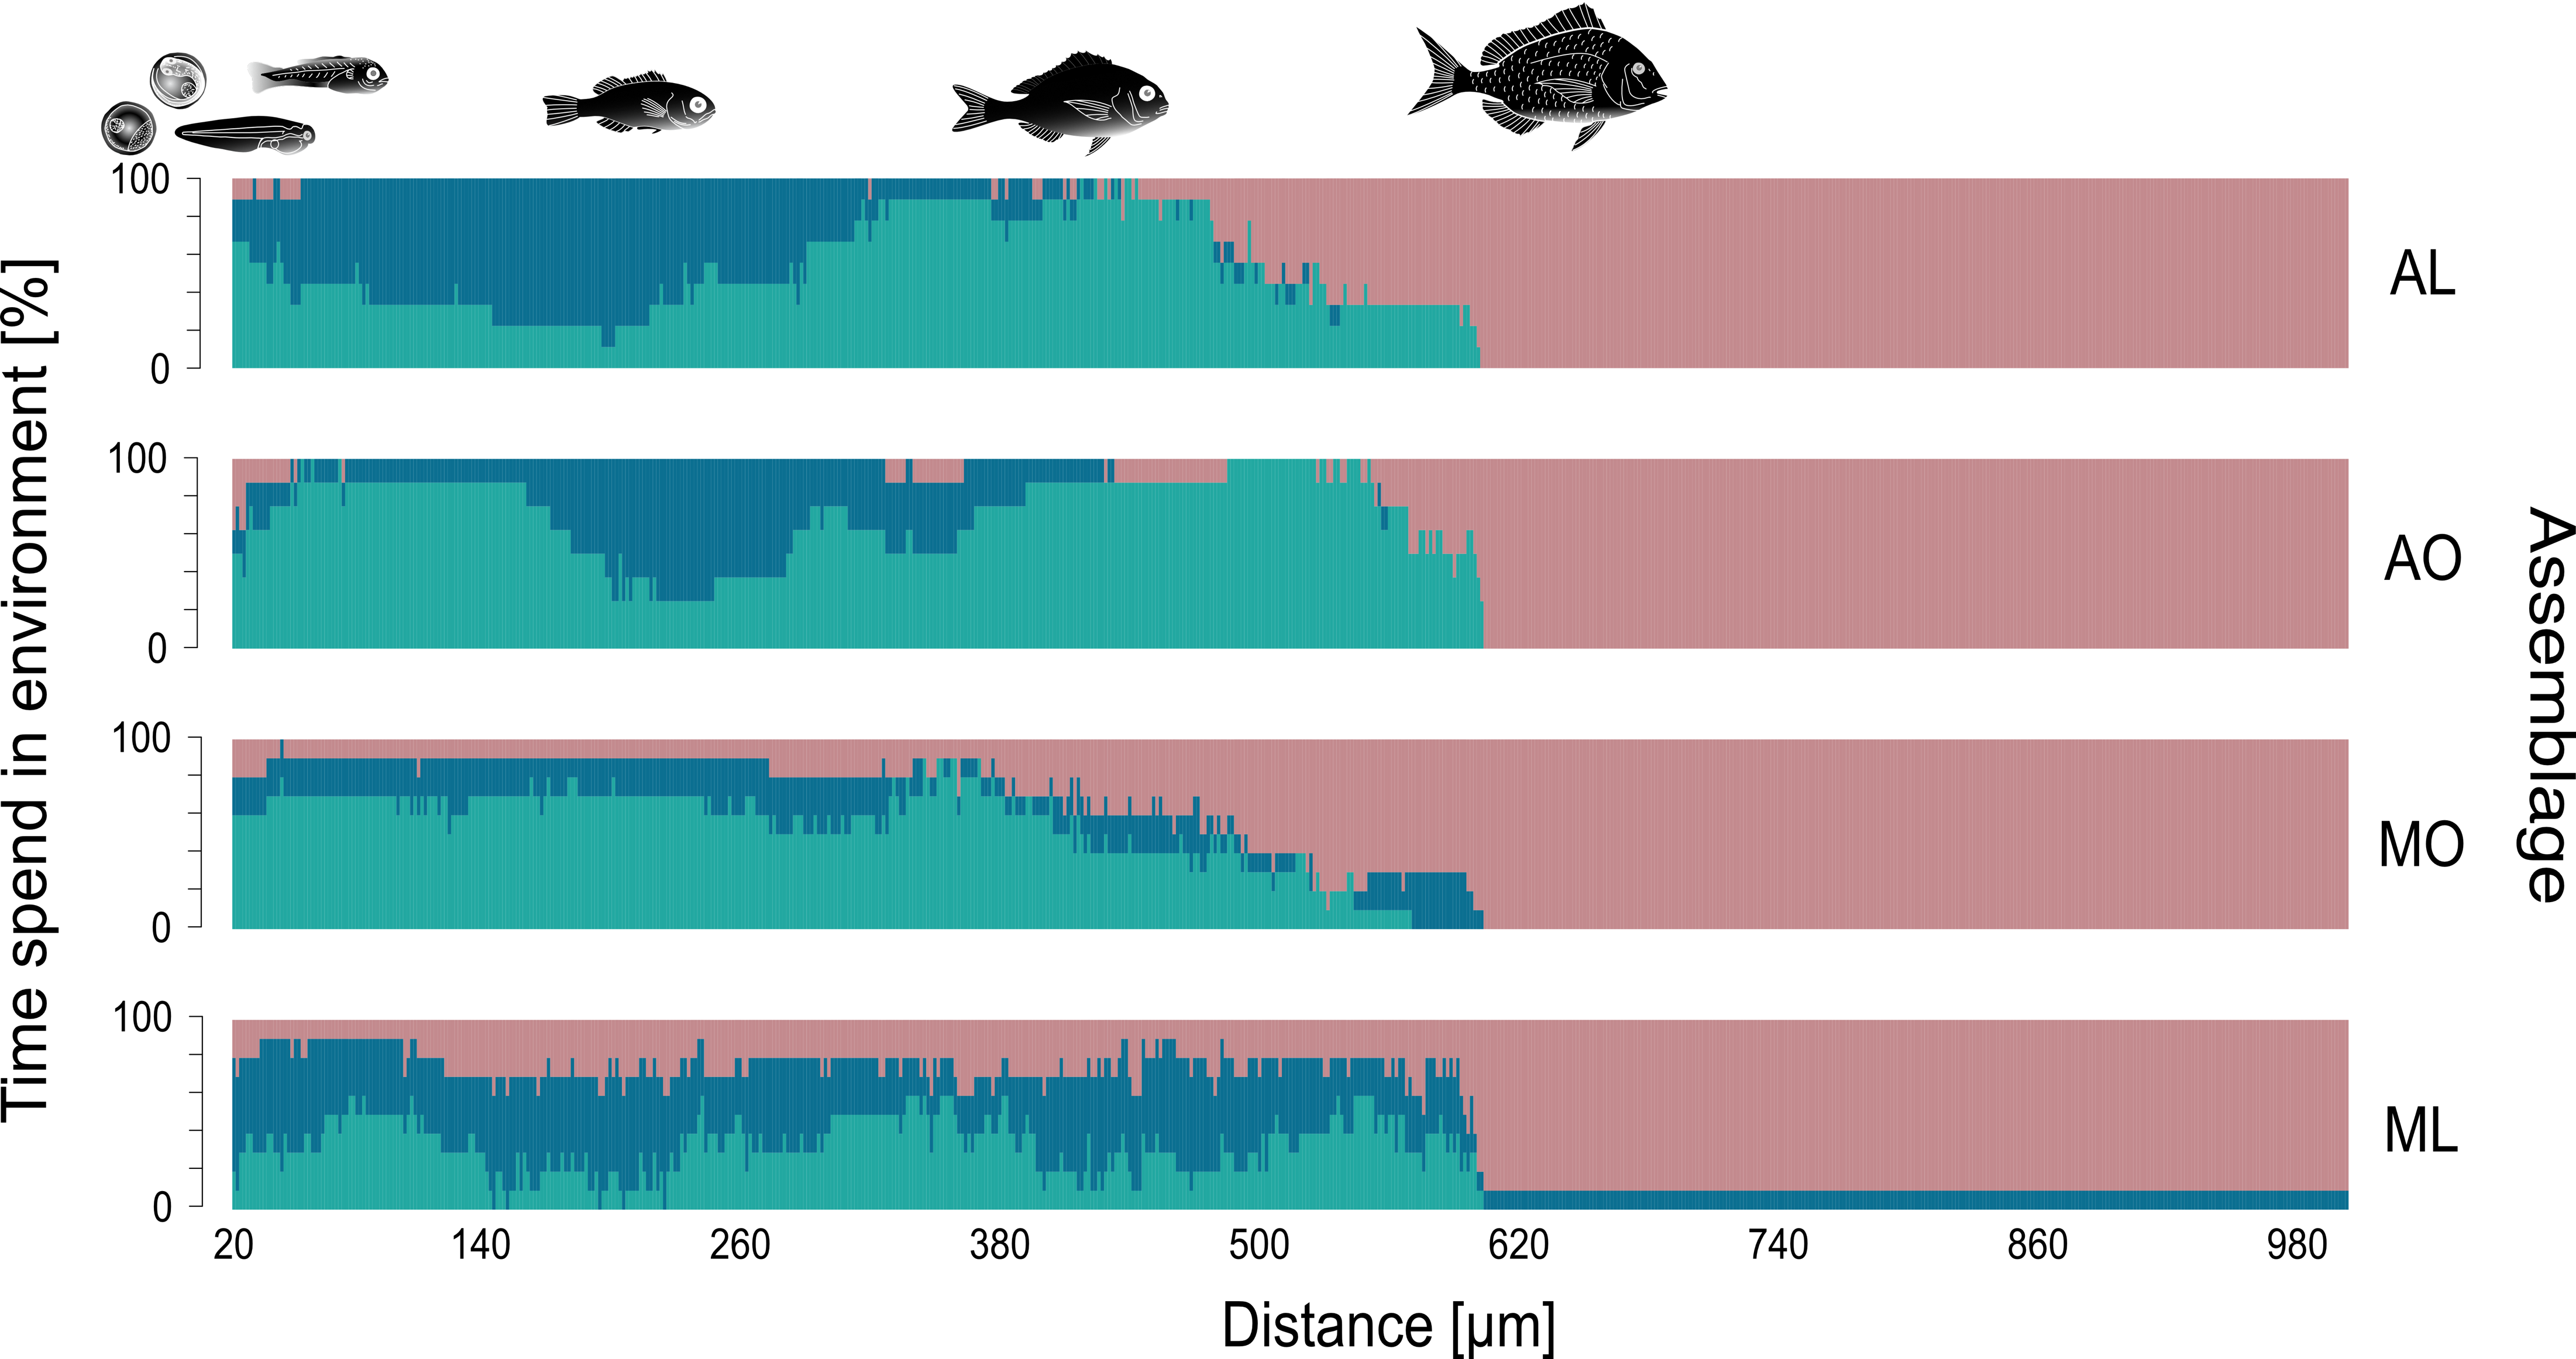 Time spend in environment [%]
100
0
AL
100
0
AO
100
0
MO
100
0
ML
Assemblage
20 140 260 380 500 620 740 860 980
Distance [µm]